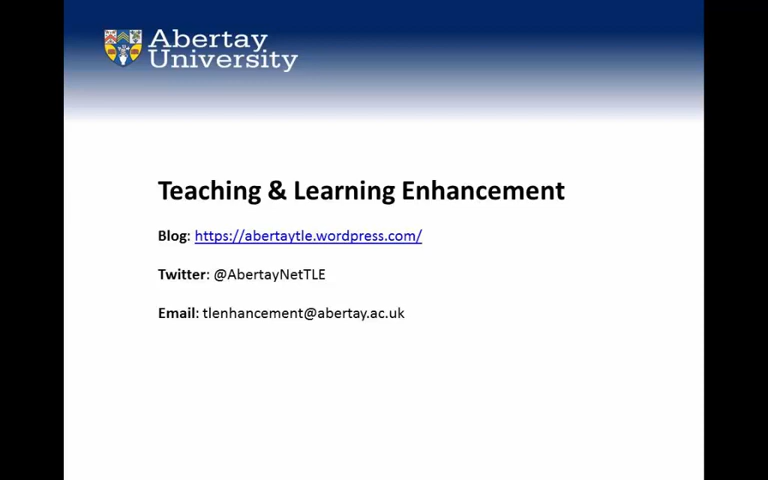 Abertay
University
Teaching & Learning Enhancement
Blog: https://abertaytle.wordpress.com/
Twitter: @AbertayNetTLE
Email: tlenhancement@abertay.ac.uk